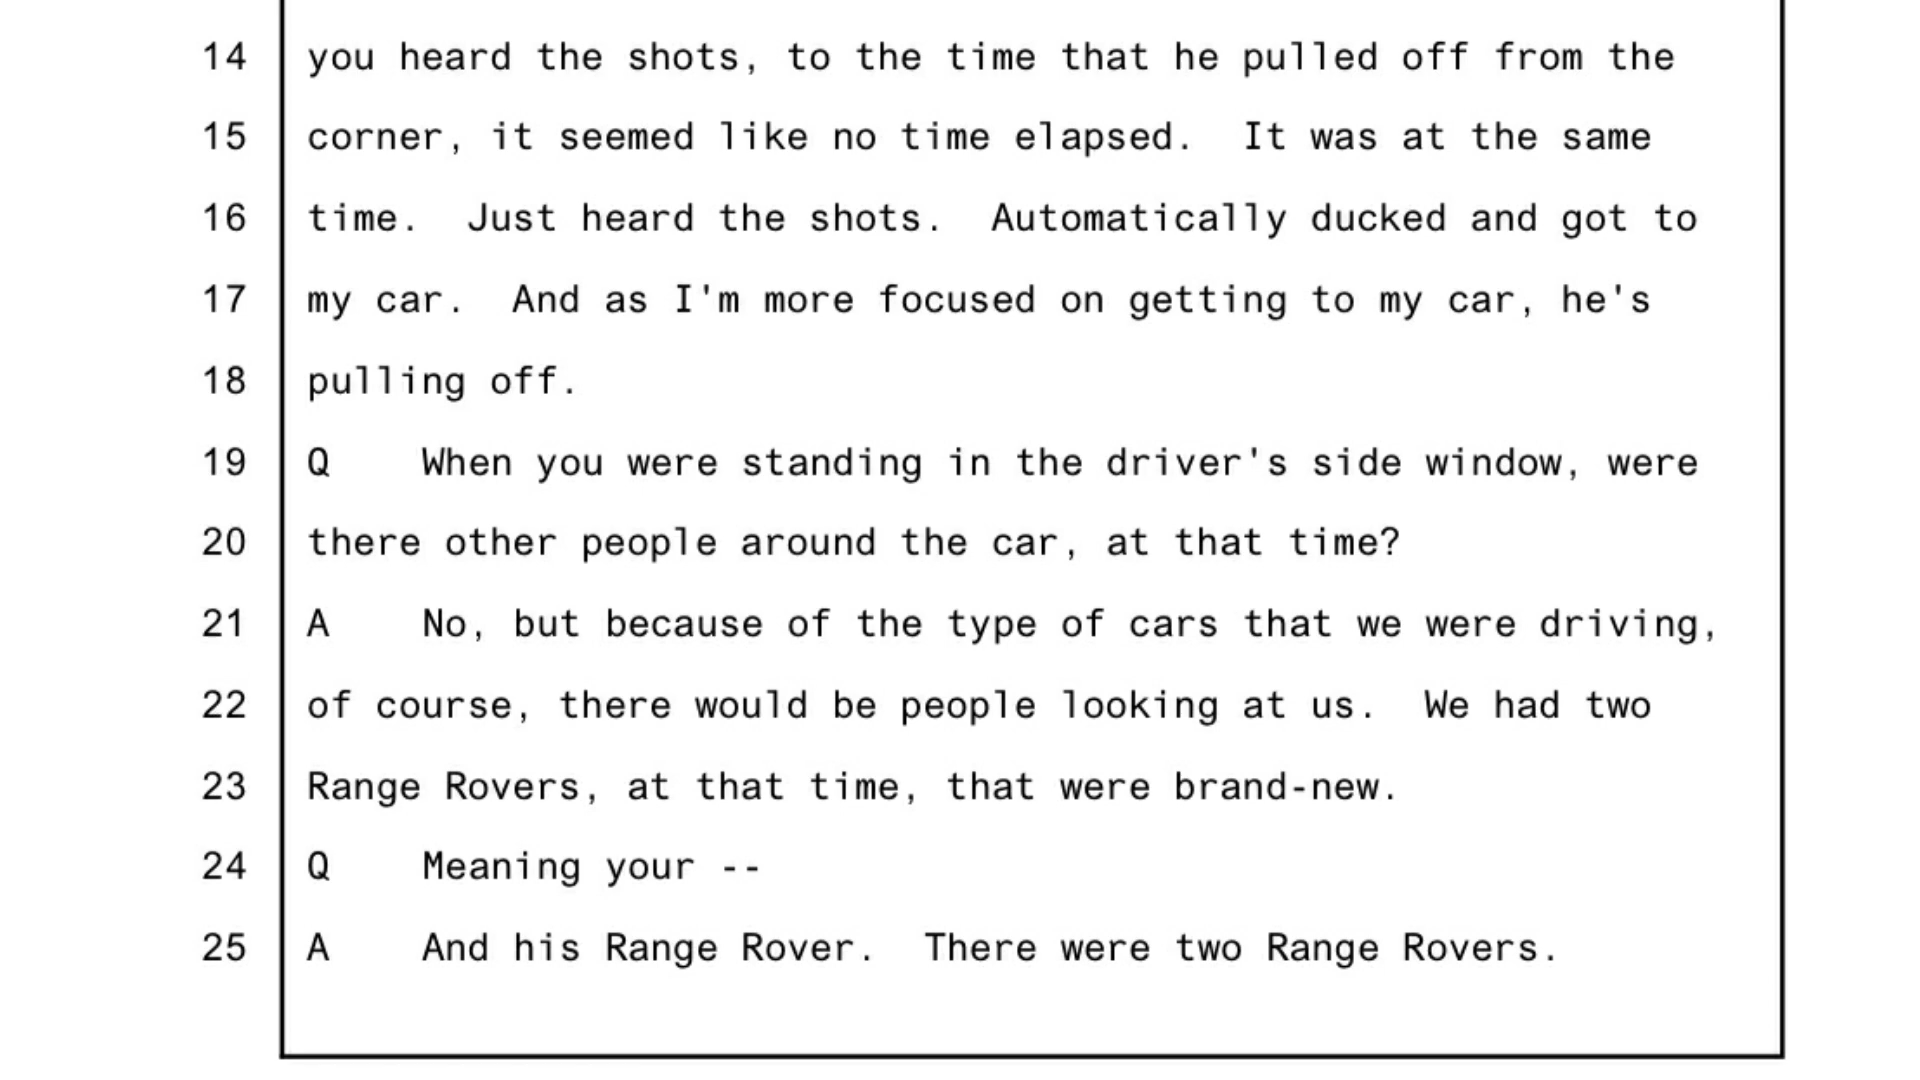 14 you heard the shots, to the time that he pulled off from the
15 corner, it seemed like no time elapsed. It was at the same
16 time. Just heard the shots. Automatically ducked and got to
17 my car. And as I'm more focused on getting to my car, he's
18 pulling off.
19 Q When you were standing in the driver's side window, were
20 there other people around the car, at that time?
21 A No, but because of the type of cars that we were driving,
22 of course, there would be people looking at us. We had two
23 Range Rovers, at that time, that were brand-new.
24 Q Meaning your --
25 A And his Range Rover. There were two Range Rovers.